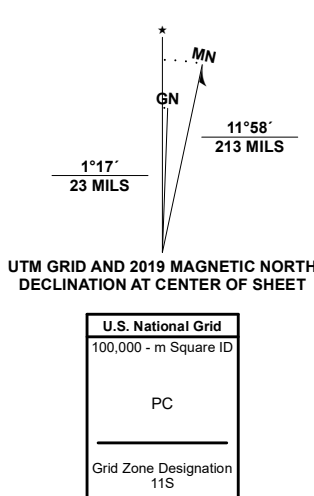 MN
GN
11°58´
213 MILS
1°17´
23 MILS
UTM GRID AND 2019 MAGNETIC NORTH
DECLINATION AT CENTER OF SHEET
U.S. National Grid
100,000 - m Square ID
PC
Grid Zone Designation
11S